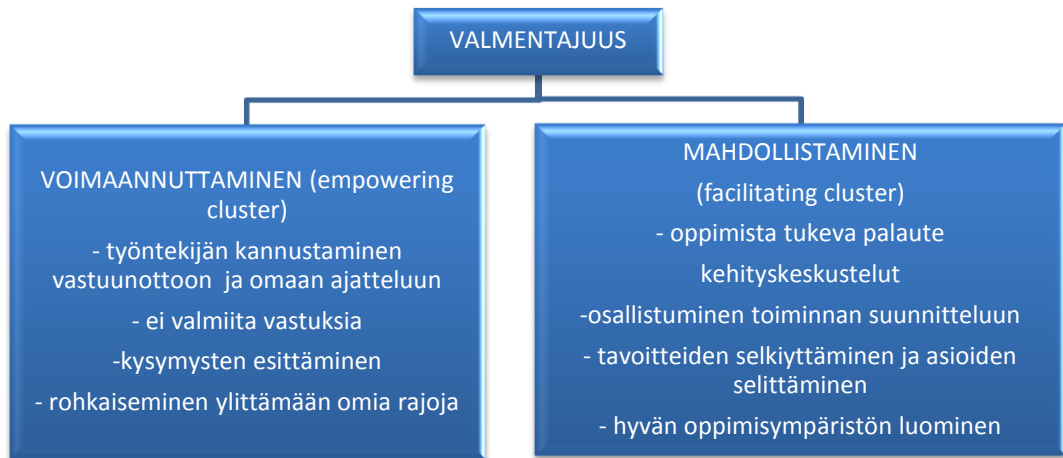 VALMENTAJUUS
VOIMAANNUTTAMINEN (empowering
cluster)
- työntekijän kannustaminen
vastuunottoon ja omaan ajatteluun
- ei valmiita vastuksia
-kysymysten esittäminen
- rohkaiseminen ylittämään omia rajoja
MAHDOLLISTAMINEN
(facilitating cluster)
- oppimista tukeva palaute
kehityskeskustelut
-osallistuminen toiminnan suunnitteluun
- tavoitteiden selkiyttäminen ja asioiden
selittäminen
- hyvän oppimisympäristön luominen